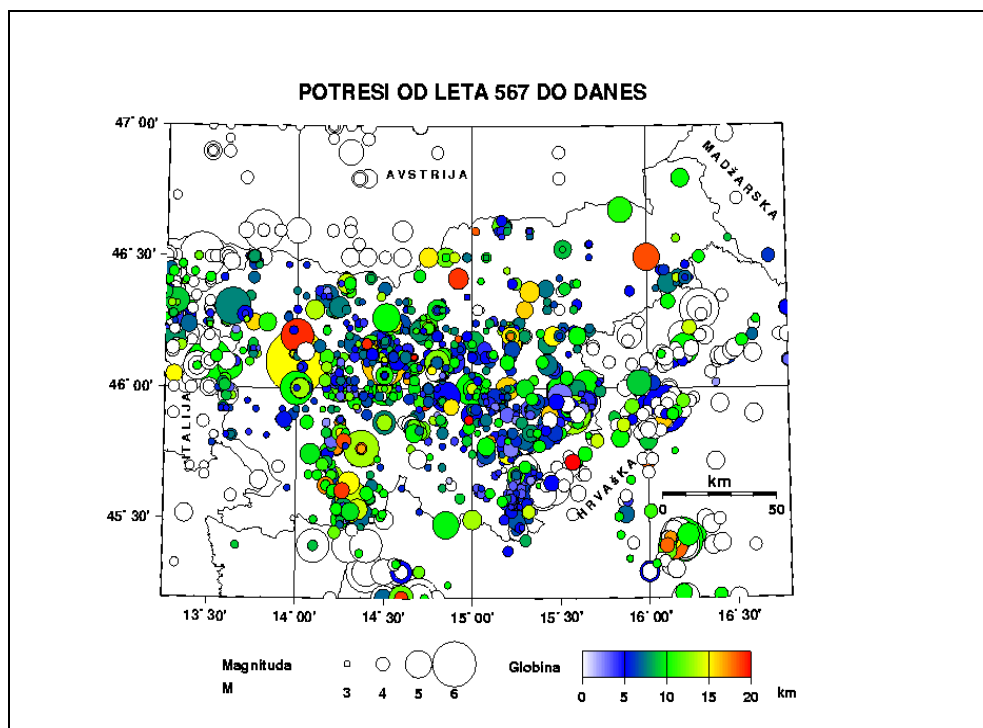 POTRESI OD LETA 567 DO DANES
47° 00'
AVSTRIJA
MADŽARSKA
46° 30'
46° 00'
ITALIJA
HRVAŠKA
km
0 50
45° 30'
13° 30' 14° 00' 14° 30' 15° 00' 15° 30' 16° 00' 16° 30'
Magnituda
M 3 4 5 6
Globina
0 5 10 15 20 km